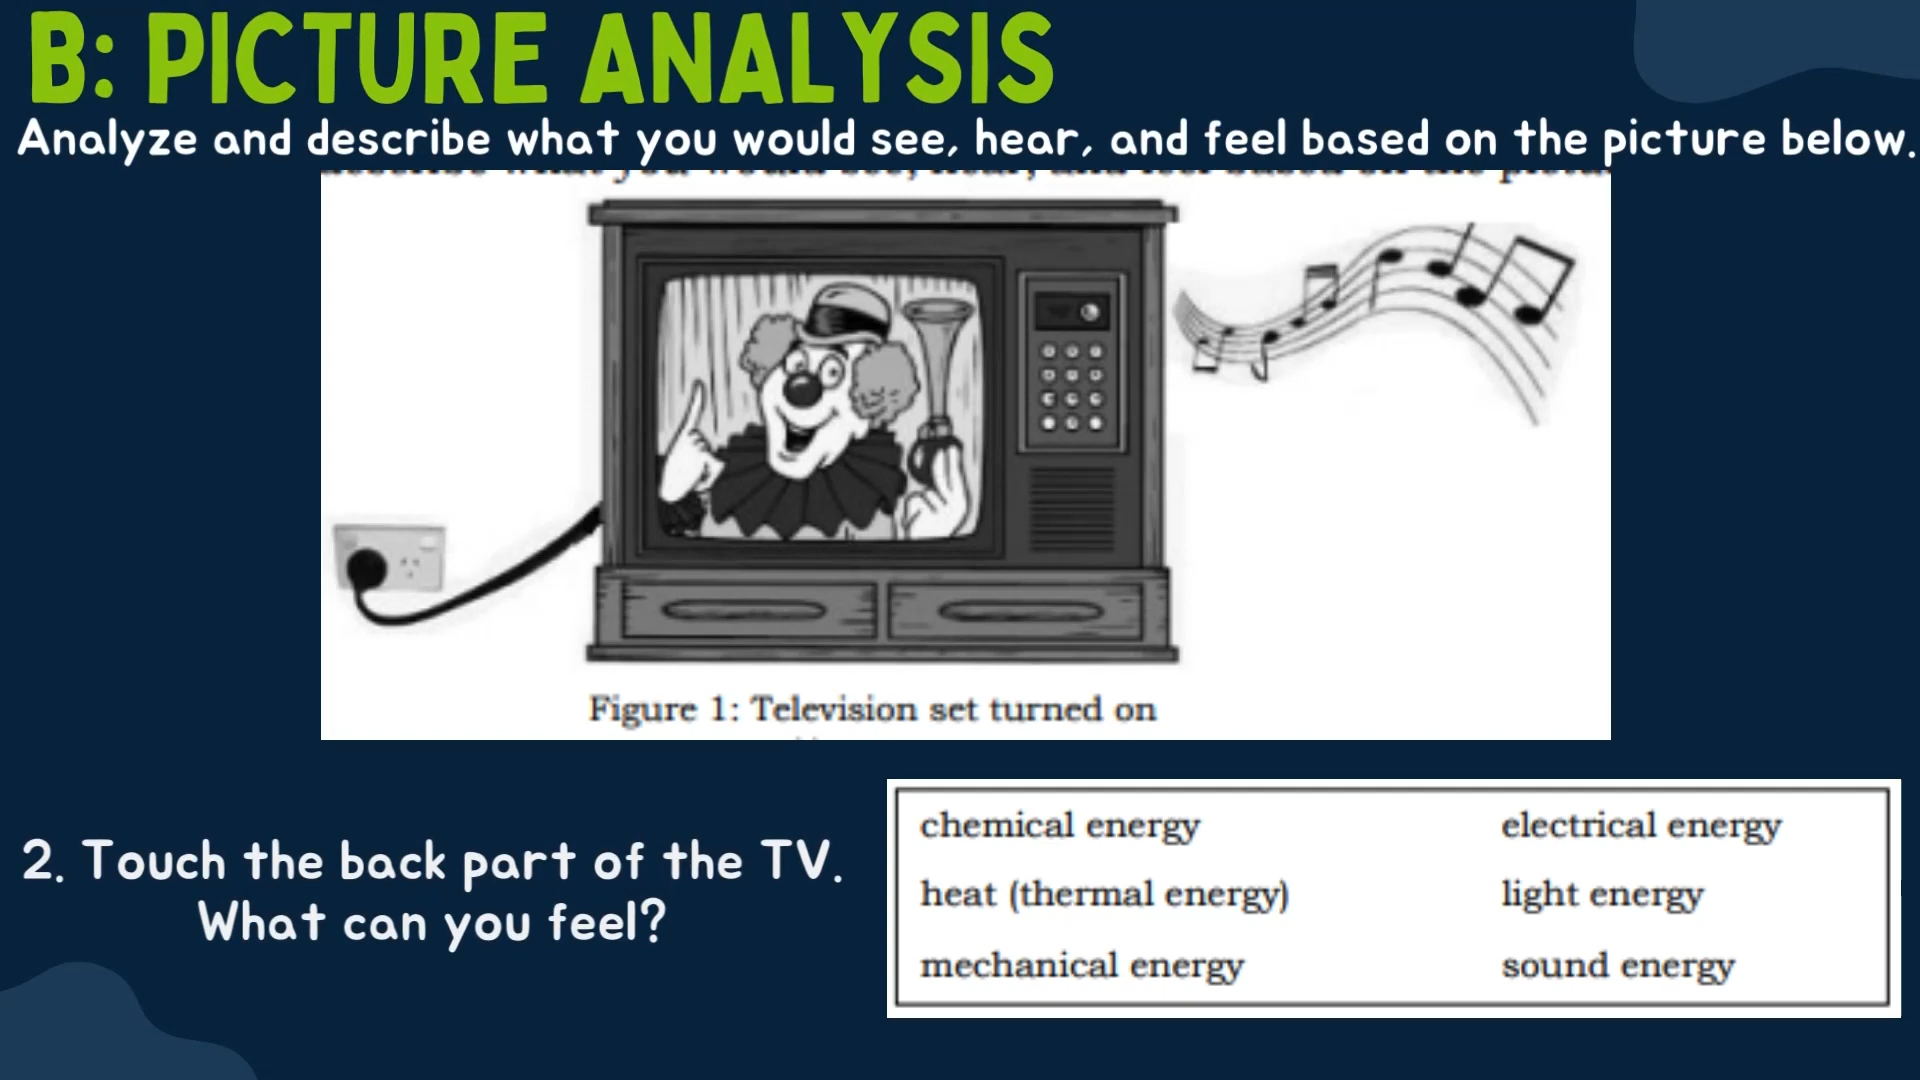 B: PICTURE ANALYSIS
Analyze and describe what you would see, hear, and feel based on the picture below.
Figure 1: Television set turned on
2. Touch the back part of the TV.
What can you feel?
chemical energy electrical energy
heat (thermal energy) light energy
mechanical energy sound energy